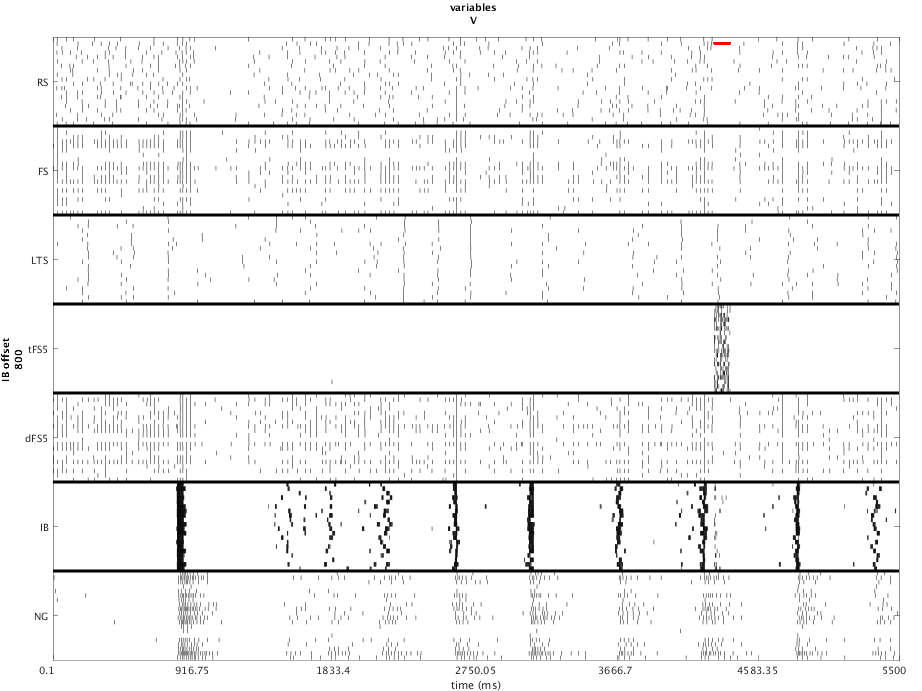 variables
V
RS
FS
LTS
tFS5
dFS5
IB
NG
IB offset
800
0.1
916.75
1833.4
2750.05
3666.7
4583.35
5500
time (ms)